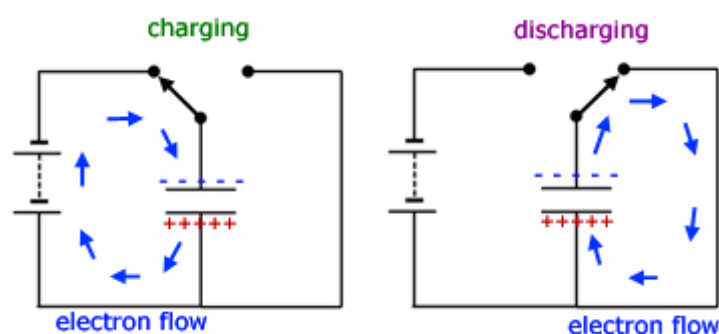 charging
discharging
- - - - - -
+++++
- - - - - -
+++++
electron flow
electron flow